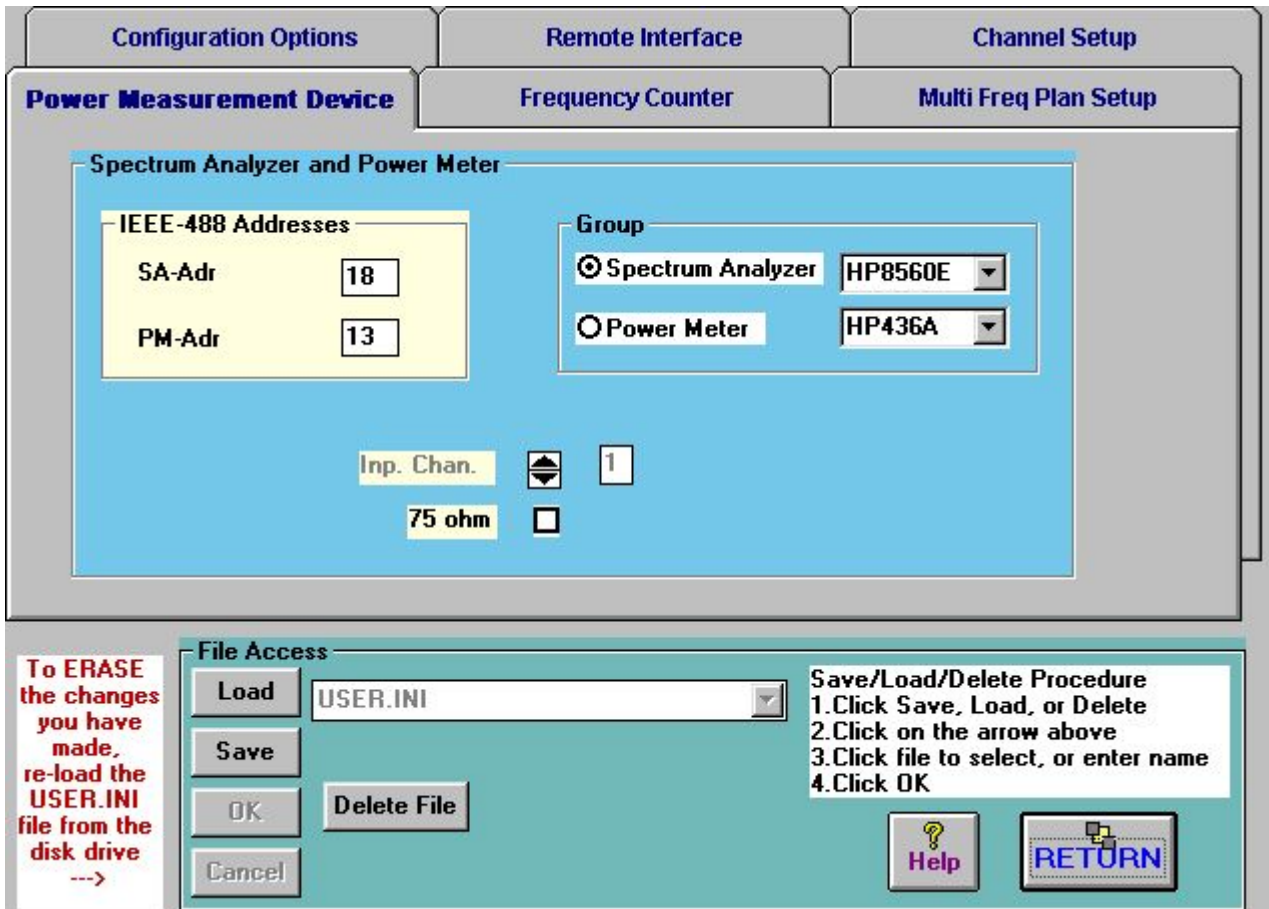 Configuration Options
Remote Interface
Channel Setup
Power Measurement Device
Frequency Counter
Multi Freq Plan Setup
Spectrum Analyzer and Power Meter
IEEE-488 Addresses
SA-Adr
18
PM-Adr
13
Group
Spectrum Analyzer
HP8560E
Power Meter
HP436A
Inp. Chan.
1
75 ohm
To ERASE
the changes
you have
made,
re-load the
USER.INI
file from the
disk drive
--->
File Access
Load
USER.INI
Save
OK
Cancel
Delete File
Save/Load/Delete Procedure
1.Click Save, Load, or Delete
2.Click on the arrow above
3.Click file to select, or enter name
4.Click OK
?
Help
RETURN